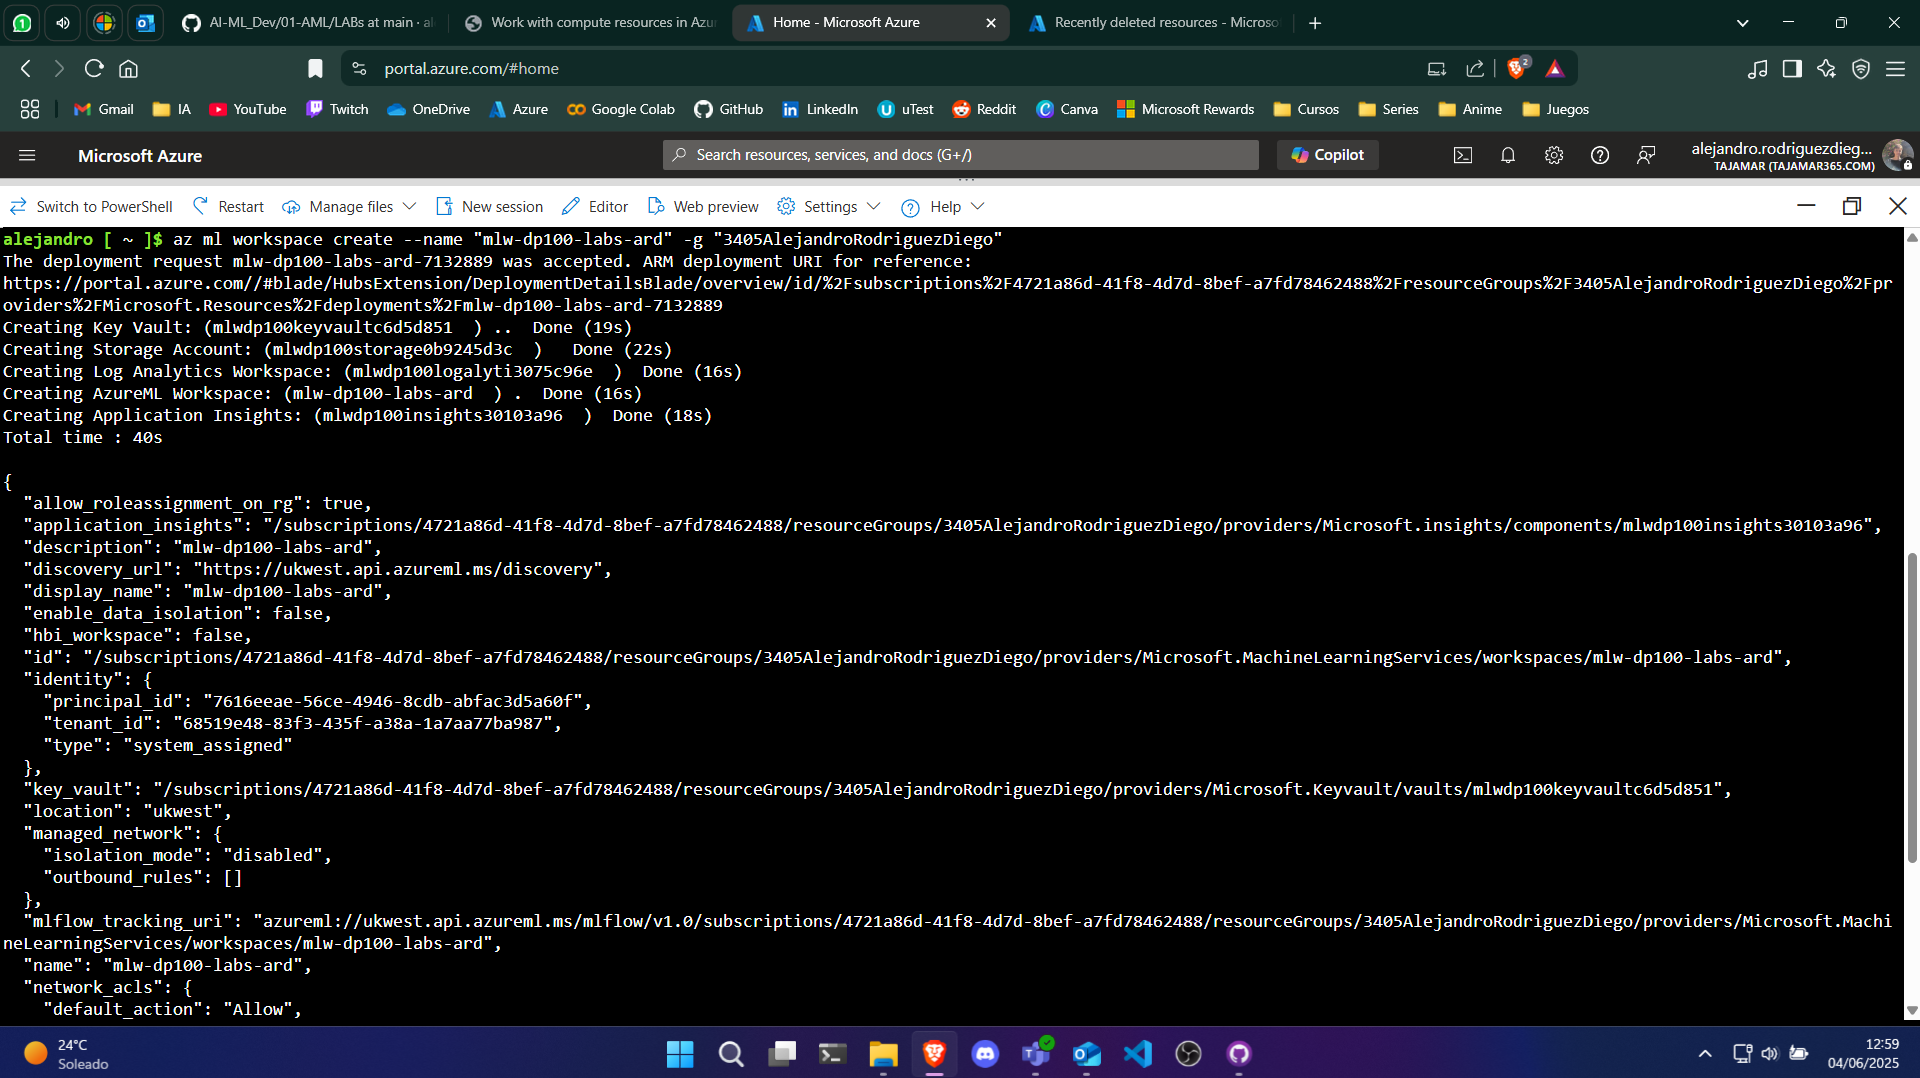 AI-ML_Dev/01-AML/LABs at main · al
Work with compute resources in Azur
Home - Microsoft Azure
Recently deleted resources - Microso
portal.azure.com/#home
2
Gmail
IA
YouTube
Twitch
OneDrive
Azure
Google Colab
GitHub
LinkedIn
uTest
Reddit
Canva
Microsoft Rewards
Cursos
Series
Anime
Juegos
Microsoft Azure
Search resources, services, and docs (G+/)
Copilot
alejandro.rodriguezdieg...
TAJAMAR (TAJAMAR365.COM)
Switch to PowerShell
Restart
Manage files
New session
Editor
Web preview
Settings
Help
alejandro [ ~ ]$ az ml workspace create --name "mlw-dp100-labs-ard" -g "3405AlejandroRodriguezDiego"
The deployment request mlw-dp100-labs-ard-7132889 was accepted. ARM deployment URI for reference:
https://portal.azure.com//#blade/HubsExtension/DeploymentDetailsBlade/overview/id/%2Fsubscriptions%2F4721a86d-41f8-4d7d-8bef-a7fd78462488%2FresourceGroups%2F3405AlejandroRodriguezDiego%2Fpr
oviders%2FMicrosoft.Resources%2Fdeployments%2Fmlw-dp100-labs-ard-7132889
Creating Key Vault: (mlwdp100keyvaultc6d5d851  ) ..  Done (19s)
Creating Storage Account: (mlwdp100storage0b9245d3c  )   Done (22s)
Creating Log Analytics Workspace: (mlwdp100logalyti3075c96e  )  Done (16s)
Creating AzureML Workspace: (mlw-dp100-labs-ard  ) .  Done (16s)
Creating Application Insights: (mlwdp100insights30103a96  )  Done (18s)
Total time : 40s
{
  "allow_roleassignment_on_rg": true,
  "application_insights": "/subscriptions/4721a86d-41f8-4d7d-8bef-a7fd78462488/resourceGroups/3405AlejandroRodriguezDiego/providers/Microsoft.insights/components/mlwdp100insights30103a96",
  "description": "mlw-dp100-labs-ard",
  "discovery_url": "https://ukwest.api.azureml.ms/discovery",
  "display_name": "mlw-dp100-labs-ard",
  "enable_data_isolation": false,
  "hbi_workspace": false,
  "id": "/subscriptions/4721a86d-41f8-4d7d-8bef-a7fd78462488/resourceGroups/3405AlejandroRodriguezDiego/providers/Microsoft.MachineLearningServices/workspaces/mlw-dp100-labs-ard",
  "identity": {
    "principal_id": "7616eeae-56ce-4946-8cdb-abfac3d5a60f",
    "tenant_id": "68519e48-83f3-435f-a38a-1a7aa77ba987",
    "type": "system_assigned"
  },
  "key_vault": "/subscriptions/4721a86d-41f8-4d7d-8bef-a7fd78462488/resourceGroups/3405AlejandroRodriguezDiego/providers/Microsoft.Keyvault/vaults/mlwdp100keyvaultc6d5d851",
  "location": "ukwest",
  "managed_network": {
    "isolation_mode": "disabled",
    "outbound_rules": []
  },
  "mlflow_tracking_uri": "azureml://ukwest.api.azureml.ms/mlflow/v1.0/subscriptions/4721a86d-41f8-4d7d-8bef-a7fd78462488/resourceGroups/3405AlejandroRodriguezDiego/providers/Microsoft.Machi
neLearningServices/workspaces/mlw-dp100-labs-ard",
  "name": "mlw-dp100-labs-ard",
  "network_acls": {
    "default_action": "Allow",
24°C
Soleado
12:59
04/06/2025